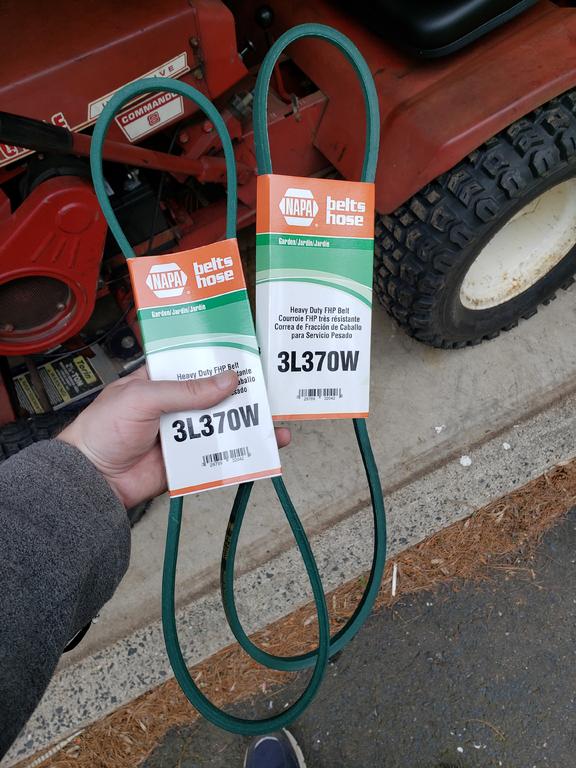 COMMANDO
NAPA
belts
hose
Garden/Jardin/Jardín
Heavy Duty FHP Belt
Courroie FHP très résistante
Correa de Fracción de Caballo
para Servicio Pesado
3L370W
NAPA
belts
hose
Garden/Jardin/Jardín
Heavy Duty FHP Belt
3L370W